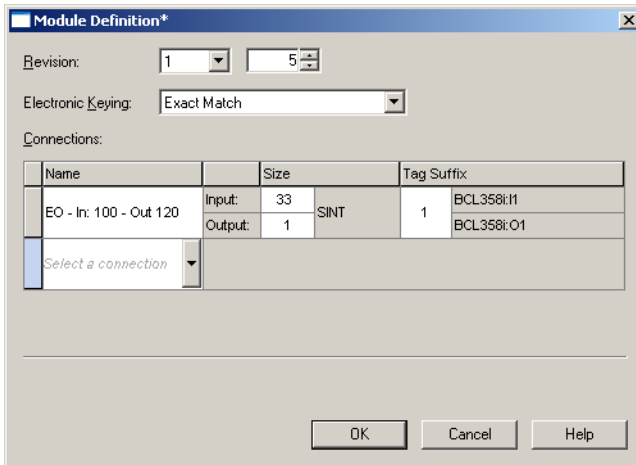 Module Definition*
Revision: 1 5
Electronic Keying: Exact Match
Connections:
Name Size Tag Suffix
EO - In: 100 - Out 120 Input: 33 SINT 1 BCL358i:I1
Output: 1 BCL358i:O1
Select a connection
OK Cancel Help